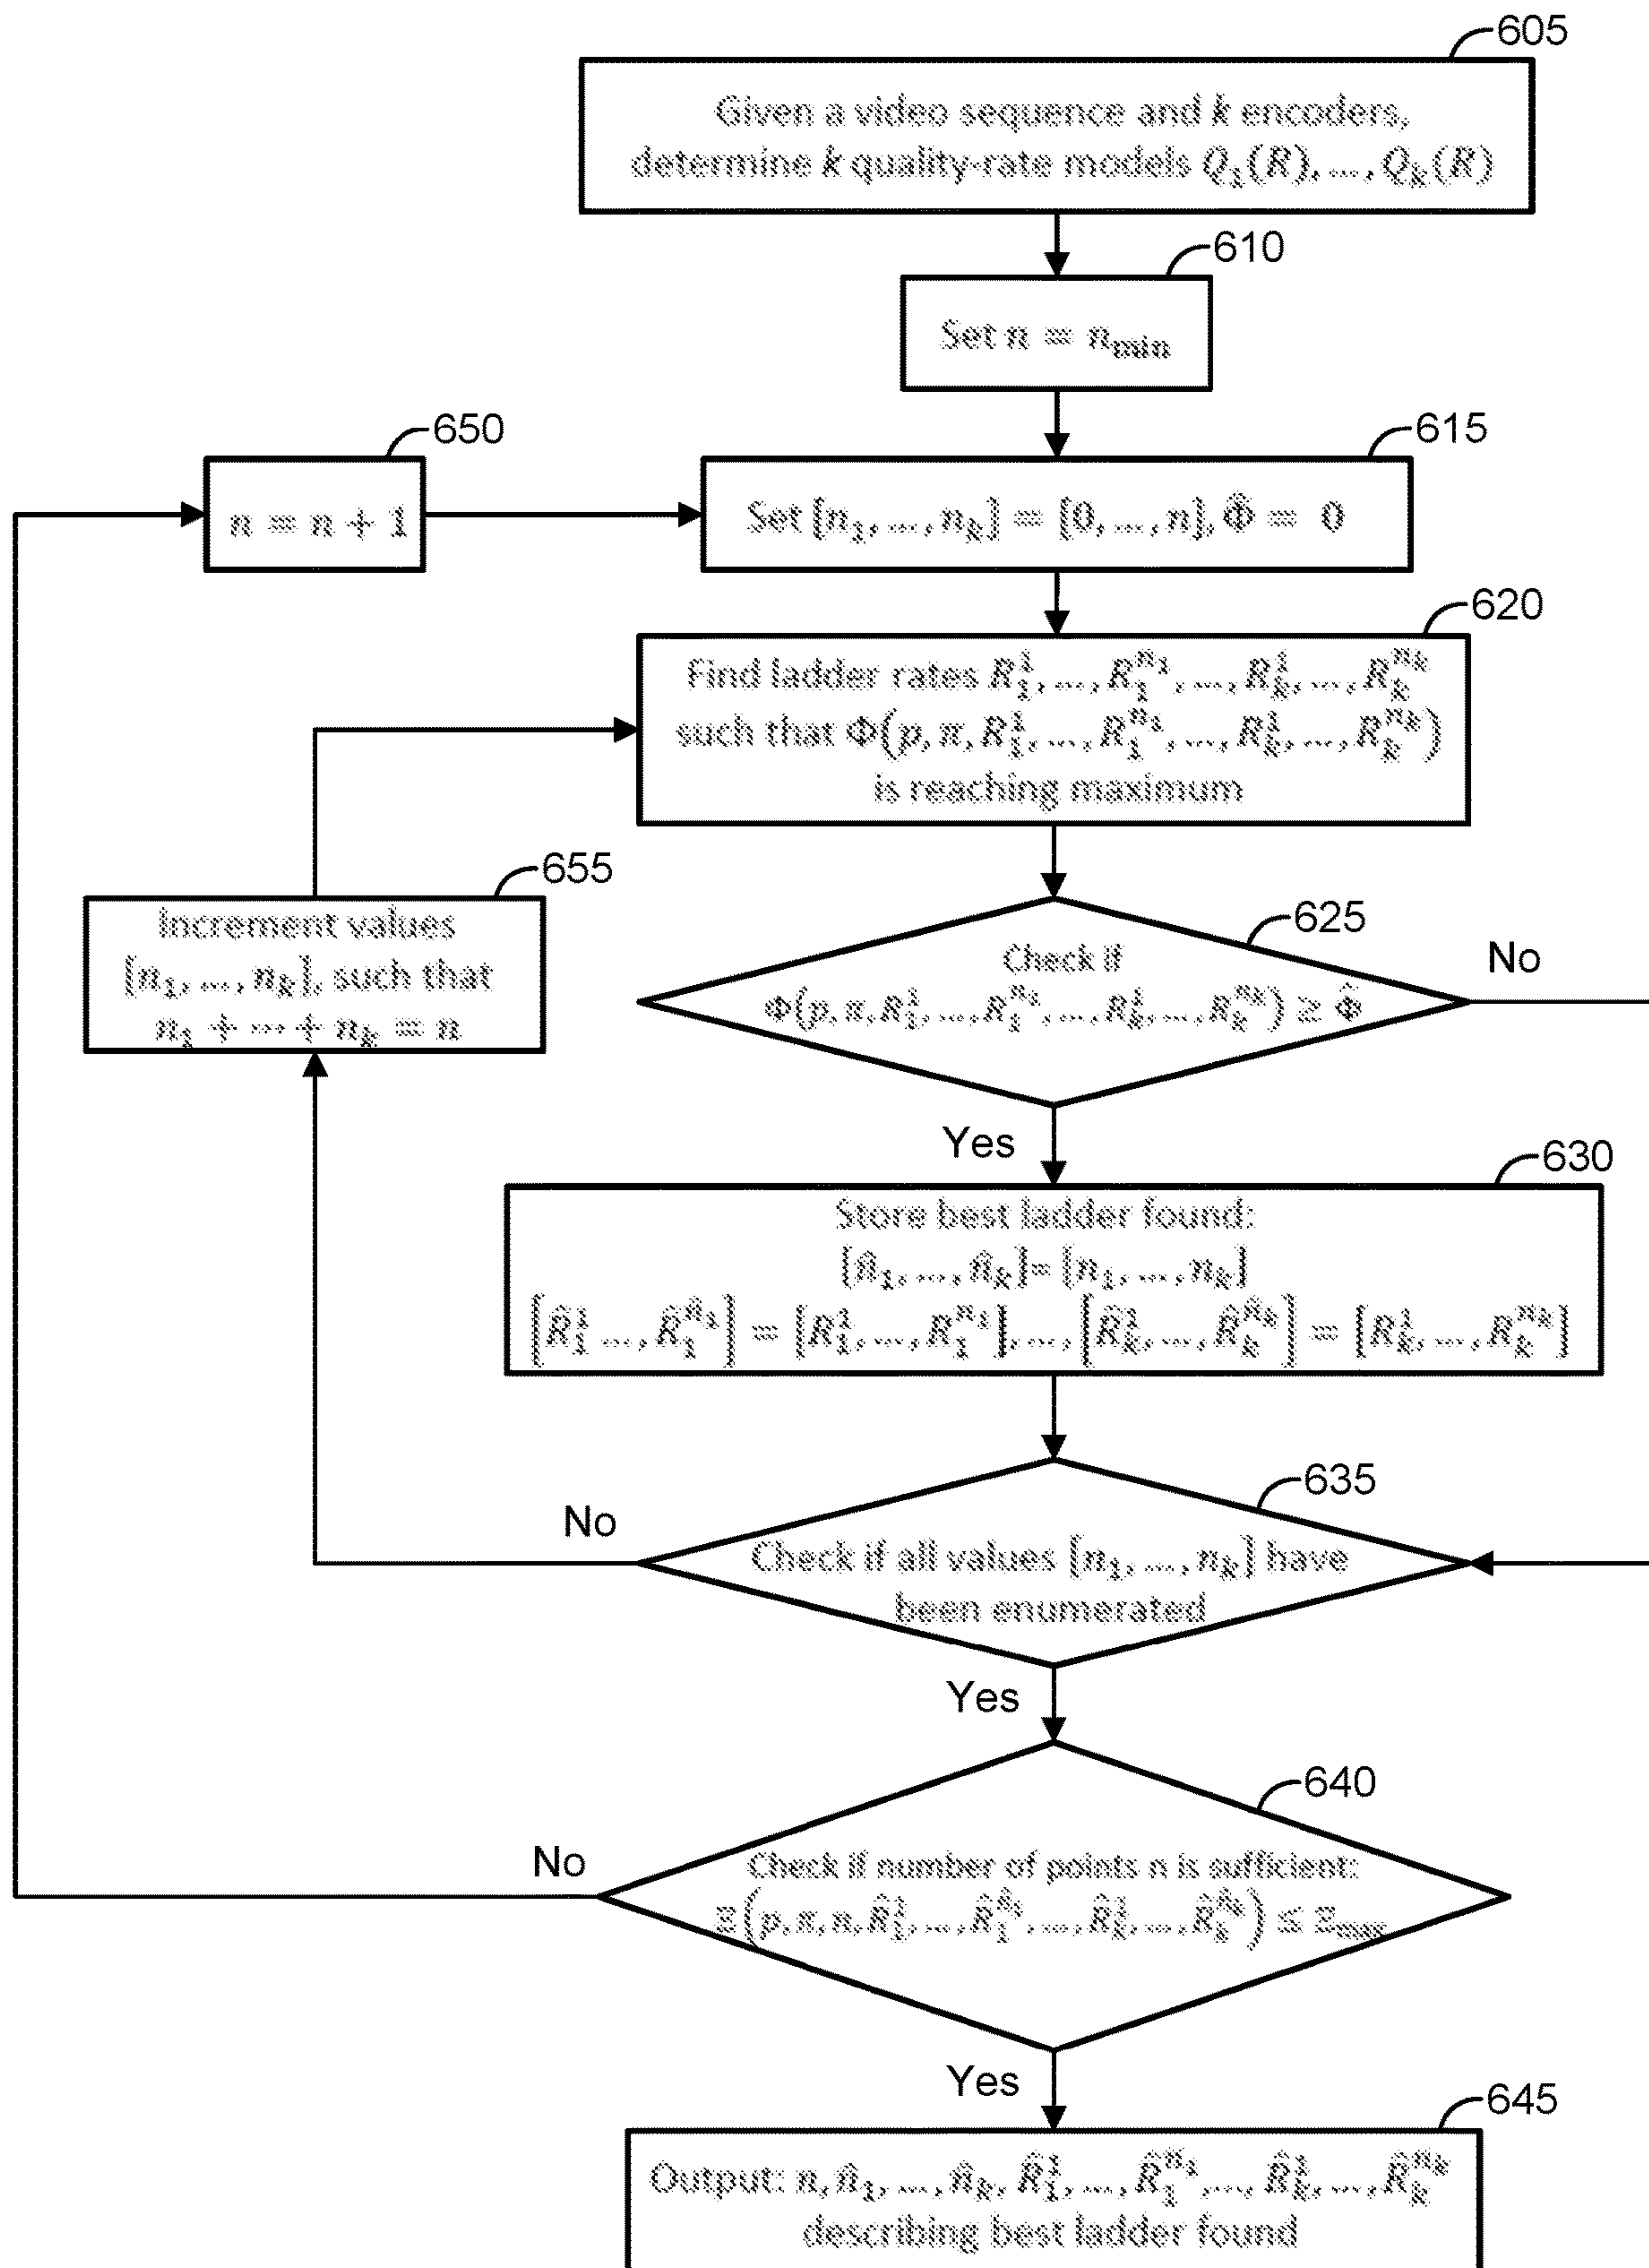 605
Given a video sequence and k encoders,
determine k quality-rate models Q₁(R), ..., Qₖ(R)
610
Set n = n_min
650
n = n + 1
615
Set [n₁, ..., nₖ] = [0, ..., n], Φ̂ = 0
620
Find ladder rates R₁¹, ..., R₁^{n₁}, ..., Rₖ¹, ..., Rₖ^{nₖ}
such that Φ(p, π, R₁¹, ..., R₁^{n₁}, ..., Rₖ¹, ..., Rₖ^{nₖ})
is reaching maximum
655
Increment values
[n₁, ..., nₖ], such that
n₁ + ⋯ + nₖ = n
625
Check if
Φ(p, π, R₁¹, ..., R₁^{n₁}, ..., Rₖ¹, ..., Rₖ^{nₖ}) ≥ Φ̂
No
Yes
630
Store best ladder found:
[n̂₁, ..., n̂ₖ]= [n₁, ..., nₖ]
[R̂₁¹ ..., R̂₁^{n̂₁}] = [R₁¹, ..., R₁^{n₁}], ..., [R̂ₖ¹, ..., R̂ₖ^{n̂ₖ}] = [Rₖ¹, ..., Rₖ^{nₖ}]
635
No
Check if all values [n₁, ..., nₖ] have
been enumerated
Yes
640
No
Check if number of points n is sufficient:
Ξ(p, π, n, R̂₁¹, ..., R̂₁^{n̂₁}, ..., R̂ₖ¹, ..., R̂ₖ^{n̂ₖ}) ≤ Ξ_max
Yes
645
Output: n, n̂₁, ..., n̂ₖ, R̂₁¹, ..., R̂₁^{n̂₁}, ..., R̂ₖ¹, ..., R̂ₖ^{n̂ₖ}
describing best ladder found